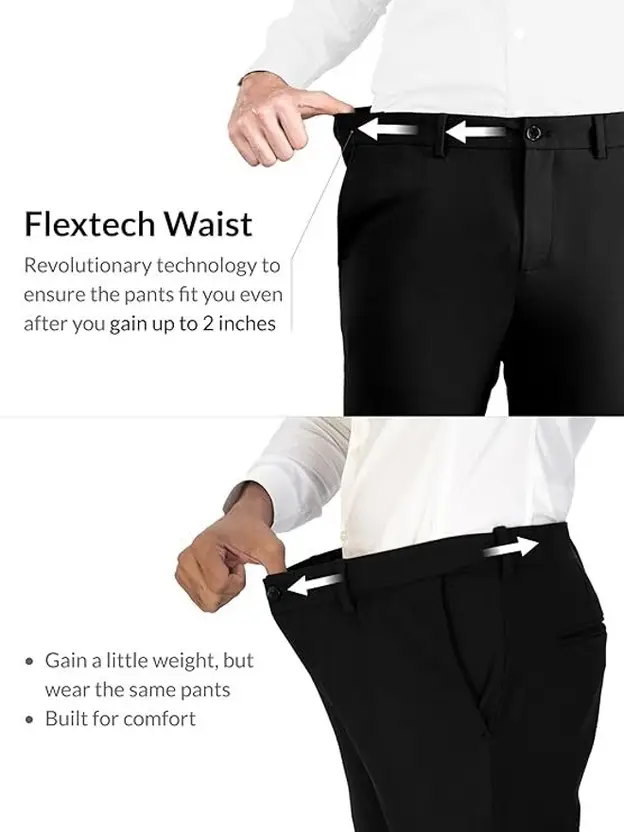 Flextech Waist
Revolutionary technology to
ensure the pants fit you even
after you gain up to 2 inches
• Gain a little weight, but
wear the same pants
• Built for comfort